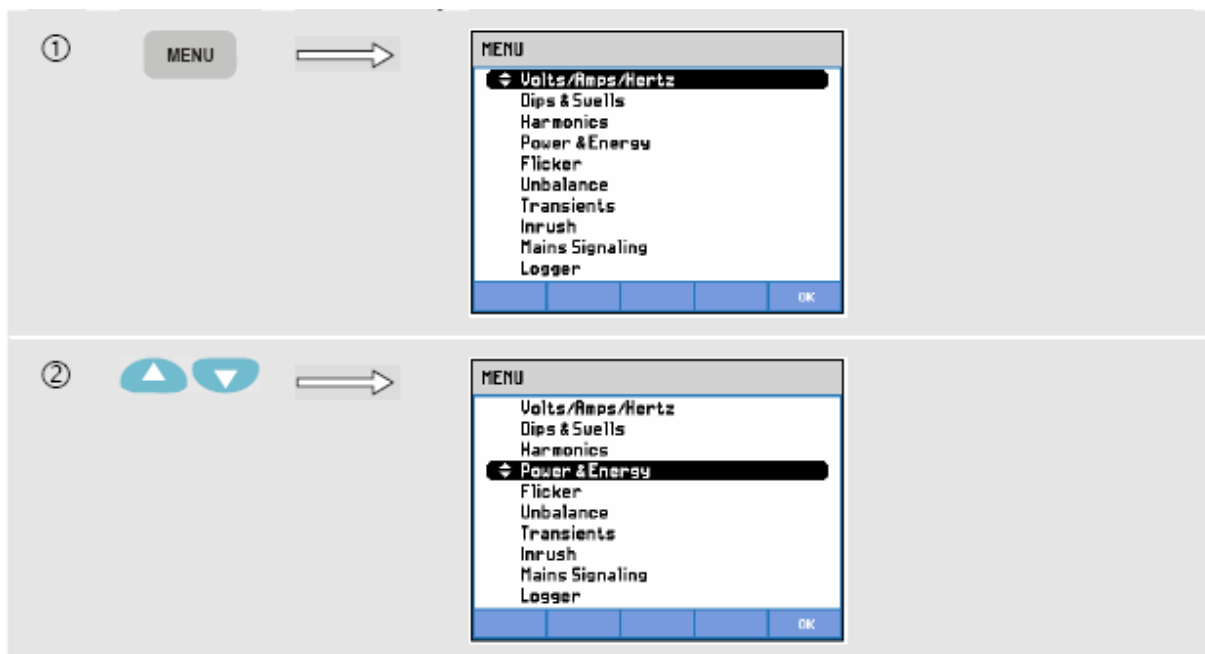 ①
MENU
MENU
Volts/Amps/Hertz
Dips & Swells
Harmonics
Power & Energy
Flicker
Unbalance
Transients
Inrush
Mains Signaling
Logger
OK
②
MENU
Volts/Amps/Hertz
Dips & Swells
Harmonics
Power & Energy
Flicker
Unbalance
Transients
Inrush
Mains Signaling
Logger
OK